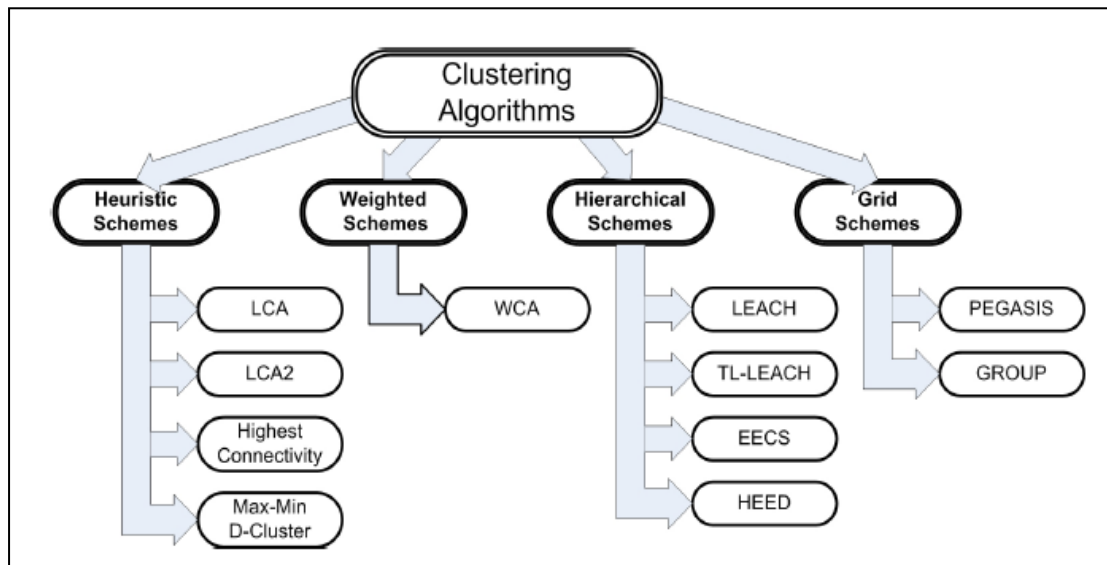 Clustering
Algorithms
Heuristic
Schemes
Weighted
Schemes
Hierarchical
Schemes
Grid
Schemes
LCA
LCA2
Highest
Connectivity
Max-Min
D-Cluster
WCA
LEACH
TL-LEACH
EECS
HEED
PEGASIS
GROUP